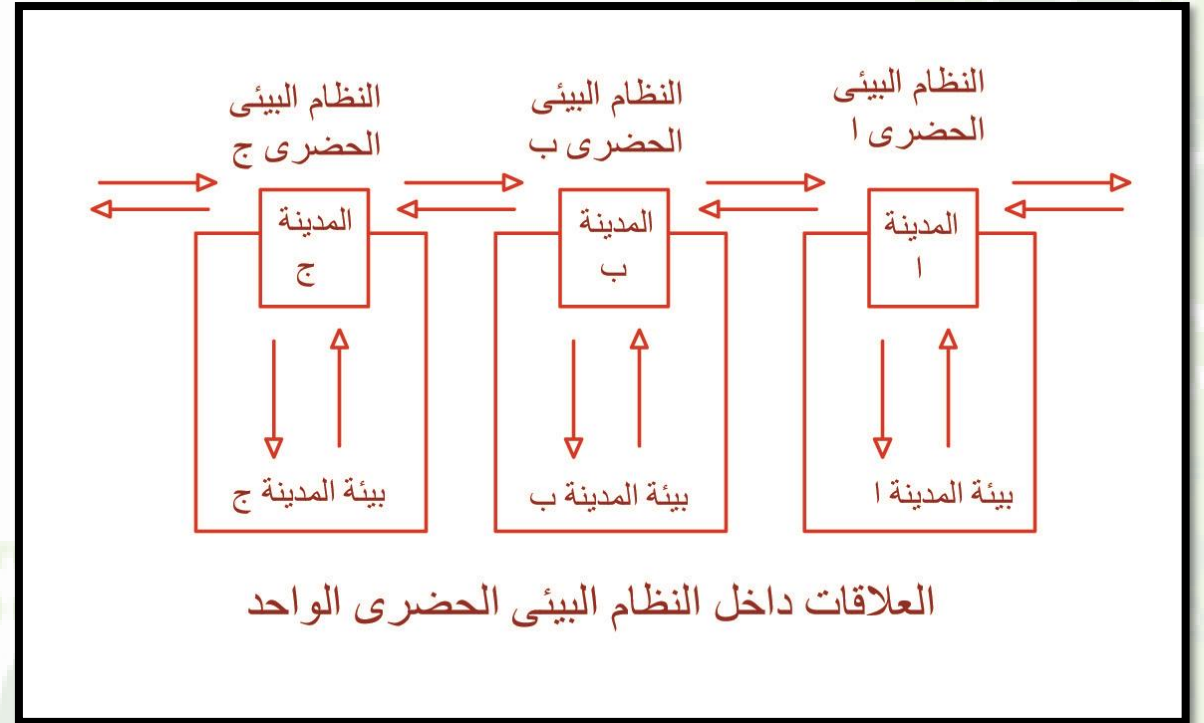 النظام البيئى
الحضرى ا
النظام البيئى
الحضرى ب
النظام البيئى
الحضرى ج
المدينة
ا
المدينة
ب
المدينة
ج
بيئة المدينة ا
بيئة المدينة ب
بيئة المدينة ج
العلاقات داخل النظام البيئى الحضرى الواحد